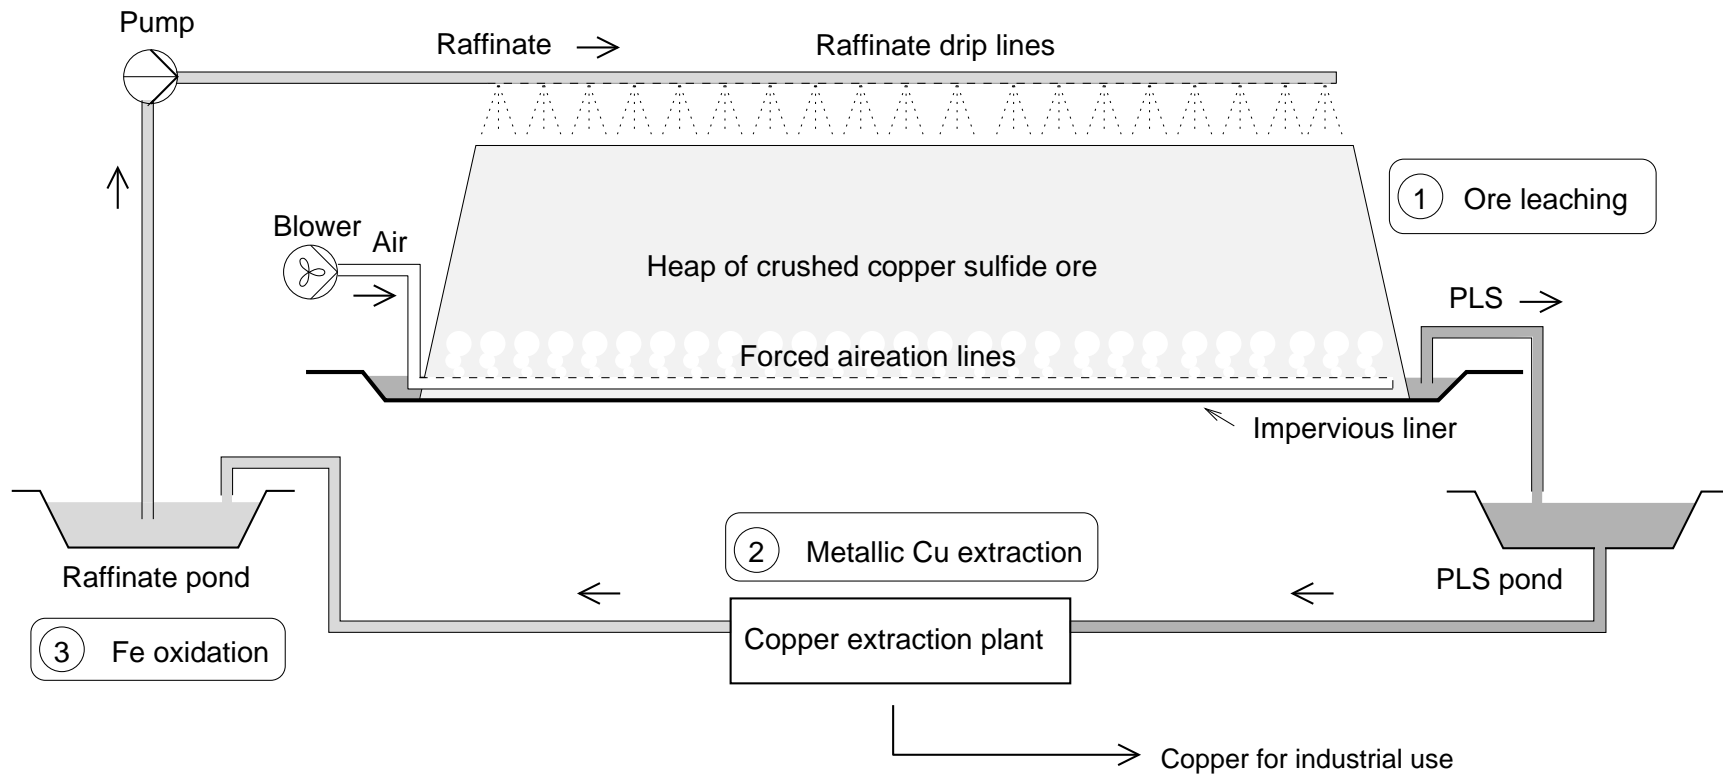 Pump
Raffinate
Raffinate drip lines
1 Ore leaching
Blower
Air
Heap of crushed copper sulfide ore
PLS
Forced aireation lines
Impervious liner
2 Metallic Cu extraction
Raffinate pond
PLS pond
3 Fe oxidation
Copper extraction plant
Copper for industrial use